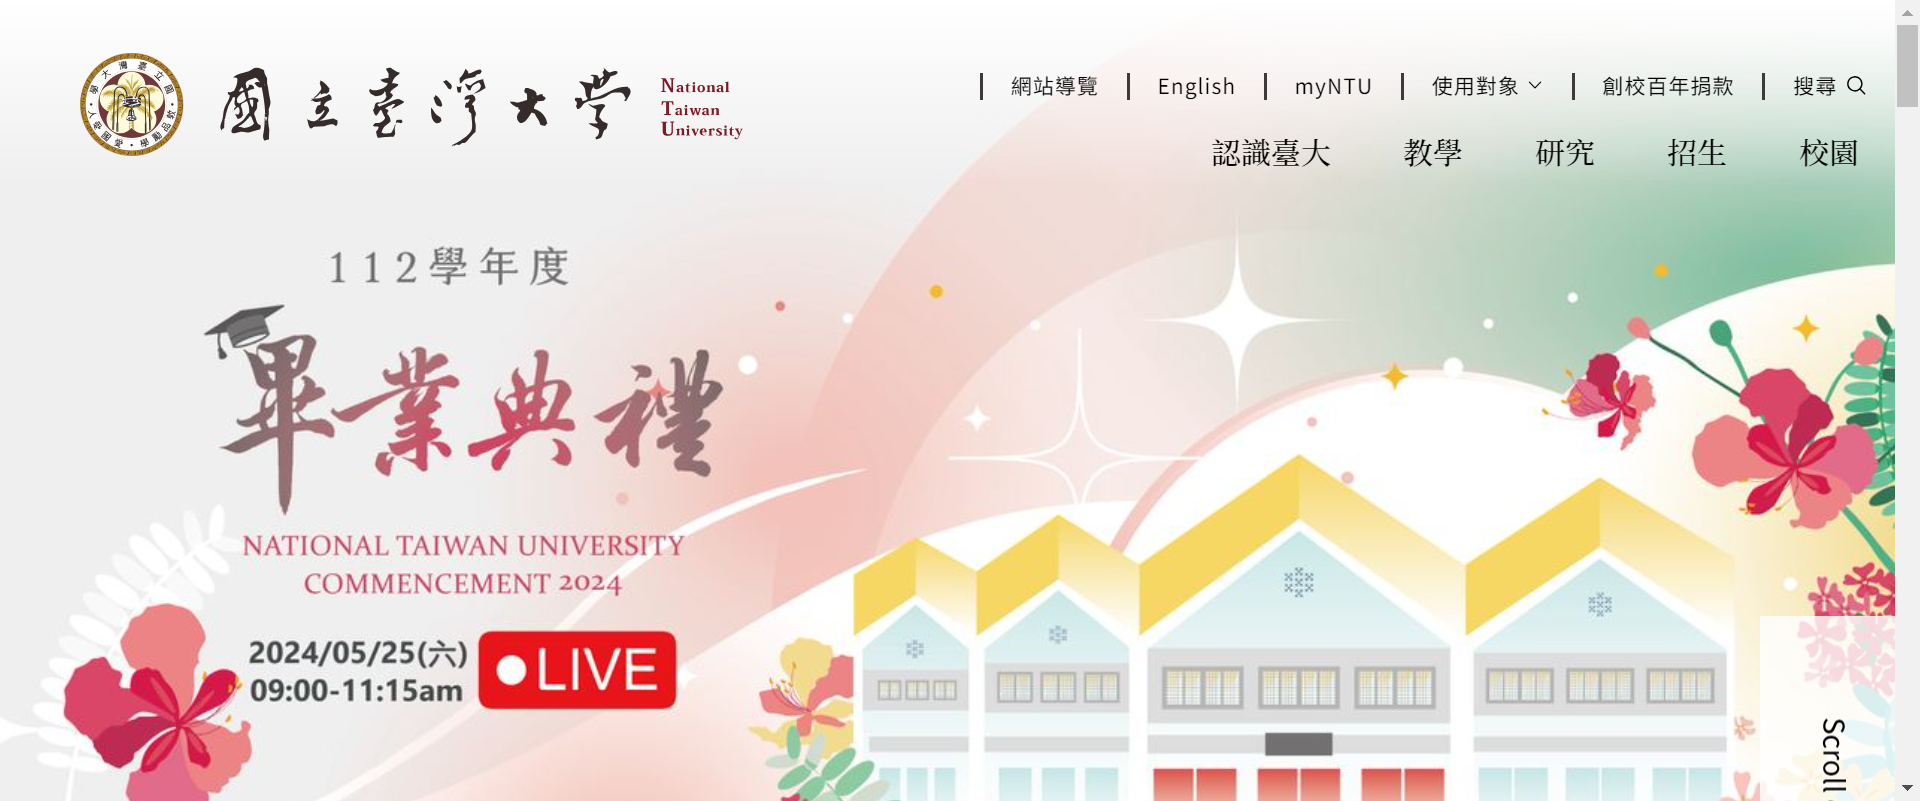 國立臺灣大學
National
Taiwan
University
網站導覽
English
myNTU
使用對象
創校百年捐款
搜尋
認識臺大
教學
研究
招生
校園
112學年度
畢業典禮
NATIONAL TAIWAN UNIVERSITY
COMMENCEMENT 2024
2024/05/25(六)
09:00-11:15am
LIVE
Scroll